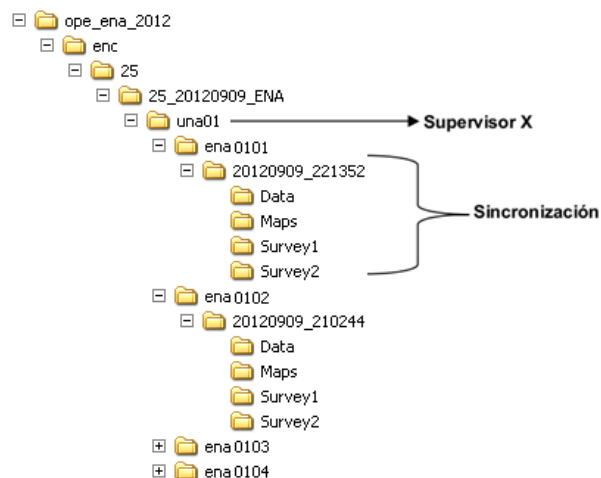 ope_ena_2012
enc
25
25_20120909_ENA
una01 Supervisor X
ena0101
20120909_221352
Data
Maps
Survey1
Survey2
Sincronización
ena0102
20120909_210244
Data
Maps
Survey1
Survey2
ena0103
ena0104